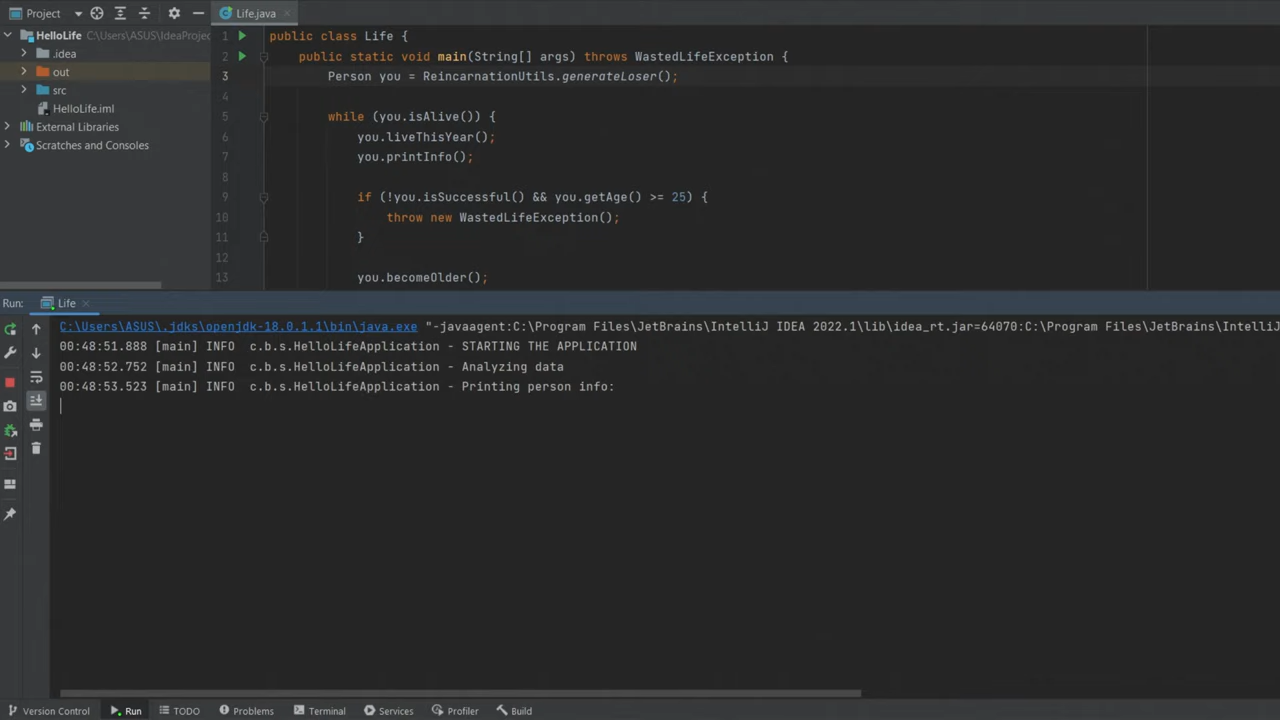 Project
Life.java
HelloLife C:\Users\ASUS\IdeaProjec
.idea
out
src
HelloLife.iml
External Libraries
Scratches and Consoles
1 public class Life {
2 public static void main(String[] args) throws WastedLifeException {
3 Person you = ReincarnationUtils.generateLoser();
4
5 while (you.isAlive()) {
6 you.liveThisYear();
7 you.printInfo();
8
9 if (!you.isSuccessful() && you.getAge() >= 25) {
10 throw new WastedLifeException();
11 }
12
13 you.becomeOlder();
Run: Life
C:\Users\ASUS\.jdks\openjdk-18.0.1.1\bin\java.exe "-javaagent:C:\Program Files\JetBrains\IntelliJ IDEA 2022.1\lib\idea_rt.jar=64070:C:\Program Files\JetBrains\IntelliJ
00:48:51.888 [main] INFO c.b.s.HelloLifeApplication - STARTING THE APPLICATION
00:48:52.752 [main] INFO c.b.s.HelloLifeApplication - Analyzing data
00:48:53.523 [main] INFO c.b.s.HelloLifeApplication - Printing person info:
Version Control Run TODO Problems Terminal Services Profiler Build